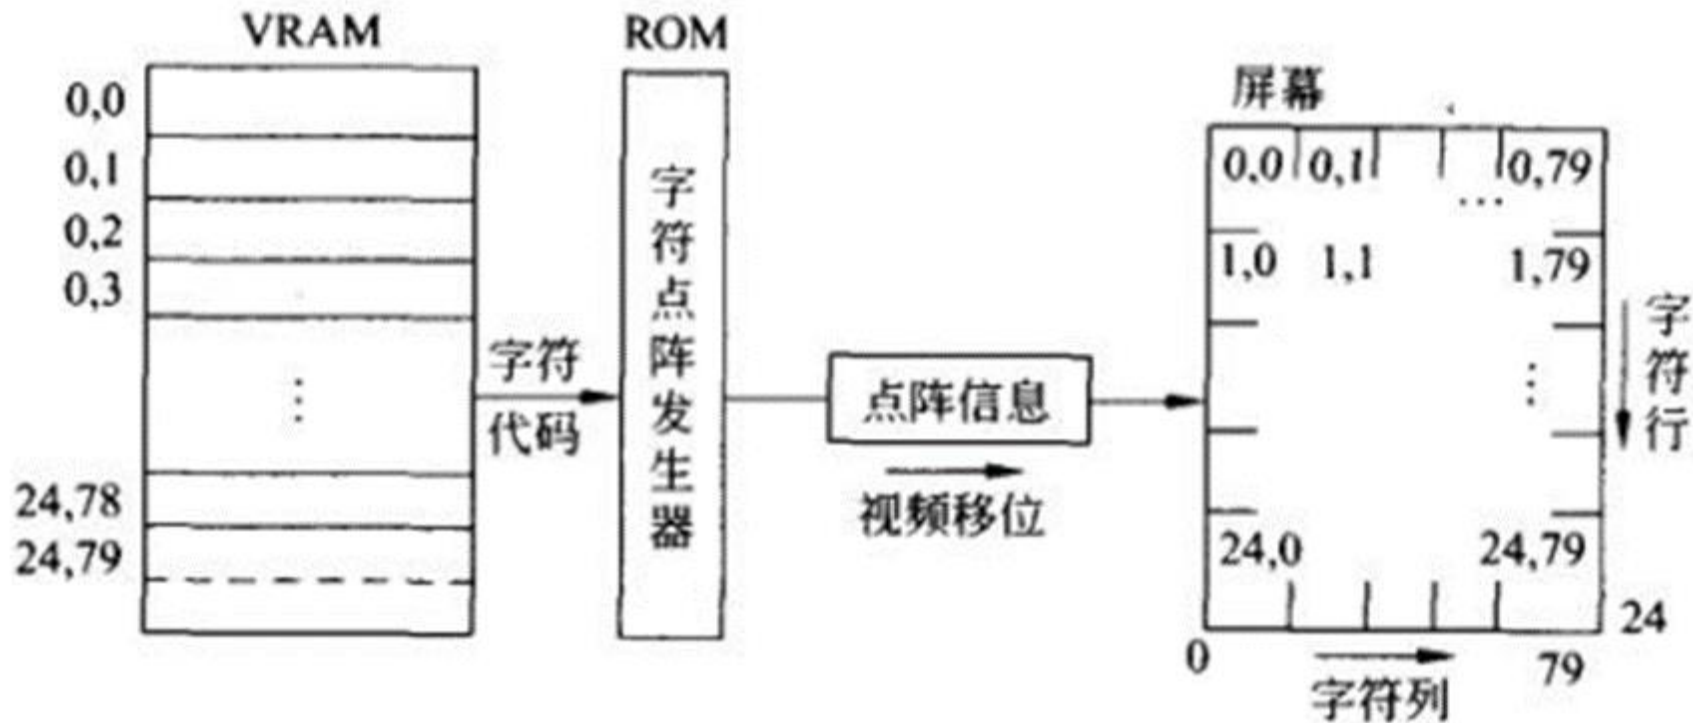 VRAM
0,0
0,1
0,2
0,3
⋮
24,78
24,79
字符
代码
ROM
字符点阵发生器
点阵信息
视频移位
屏幕
0,0 0,1 … 0,79
1,0 1,1 1,79
⋮
24,0 24,79
字符行
24
0 79
字符列